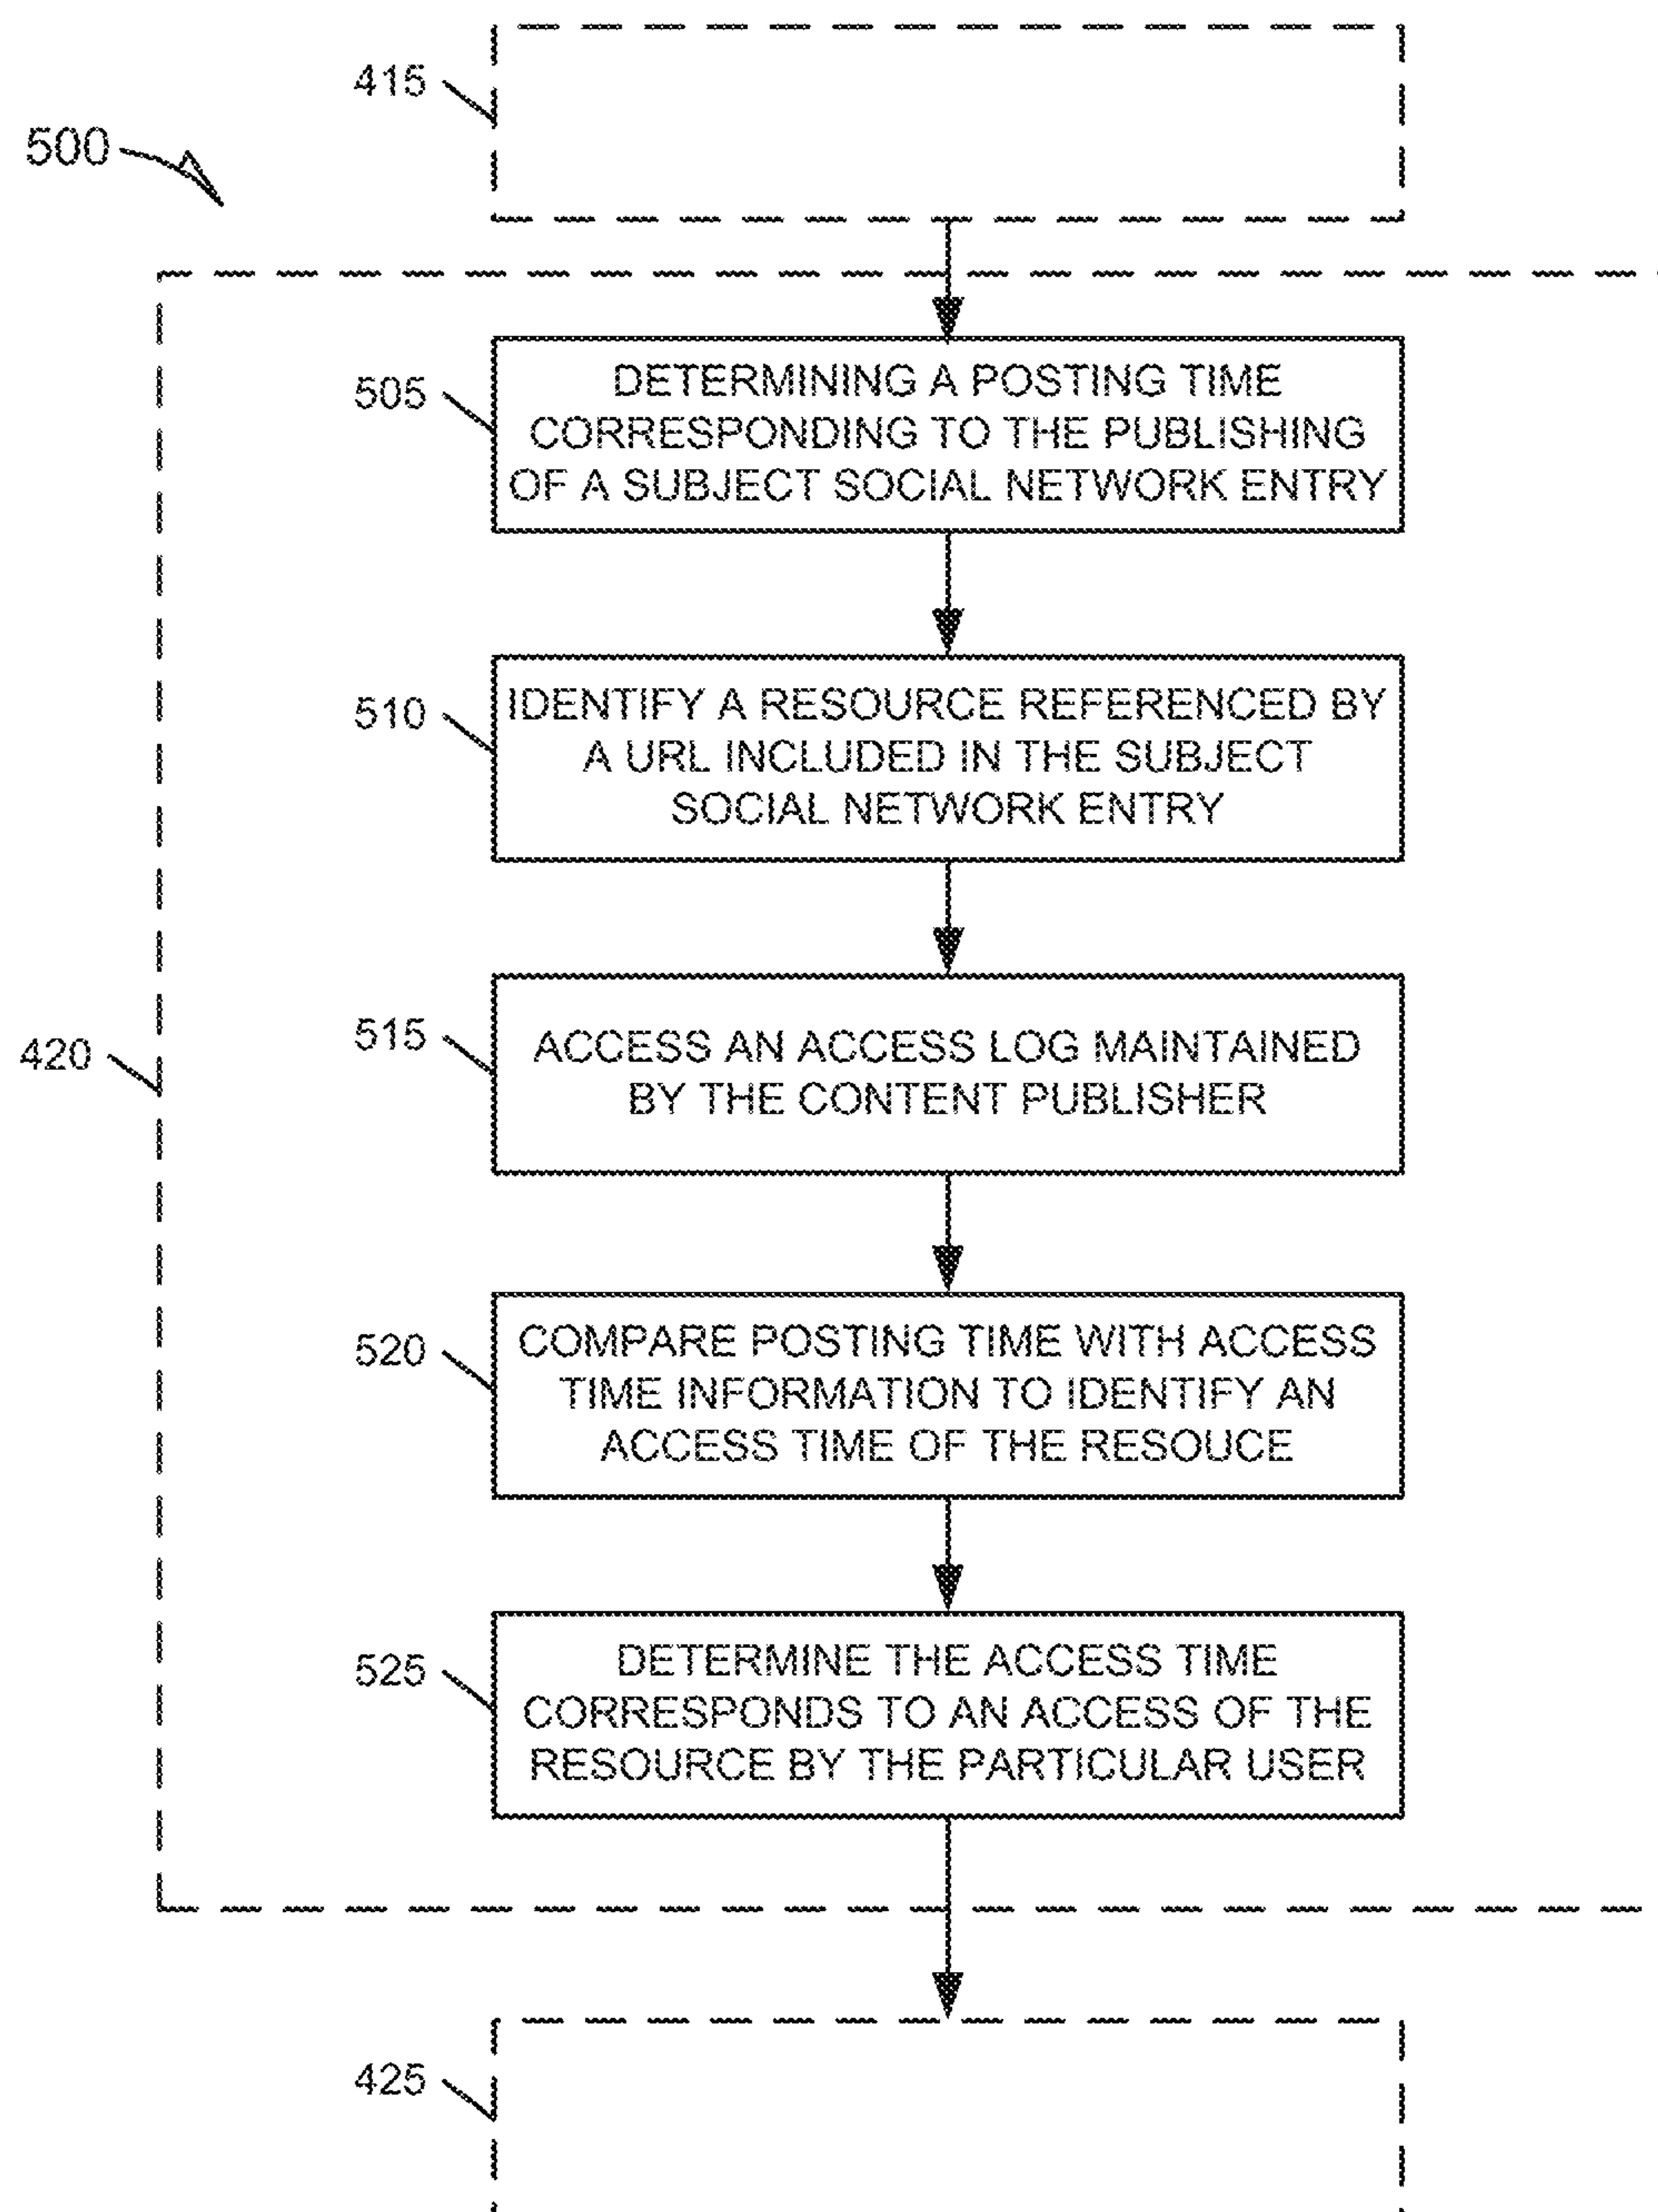 415
500
505
DETERMINING A POSTING TIME
CORRESPONDING TO THE PUBLISHING
OF A SUBJECT SOCIAL NETWORK ENTRY
510
IDENTIFY A RESOURCE REFERENCED BY
A URL INCLUDED IN THE SUBJECT
SOCIAL NETWORK ENTRY
420
515
ACCESS AN ACCESS LOG MAINTAINED
BY THE CONTENT PUBLISHER
520
COMPARE POSTING TIME WITH ACCESS
TIME INFORMATION TO IDENTIFY AN
ACCESS TIME OF THE RESOUCE
525
DETERMINE THE ACCESS TIME
CORRESPONDS TO AN ACCESS OF THE
RESOURCE BY THE PARTICULAR USER
425